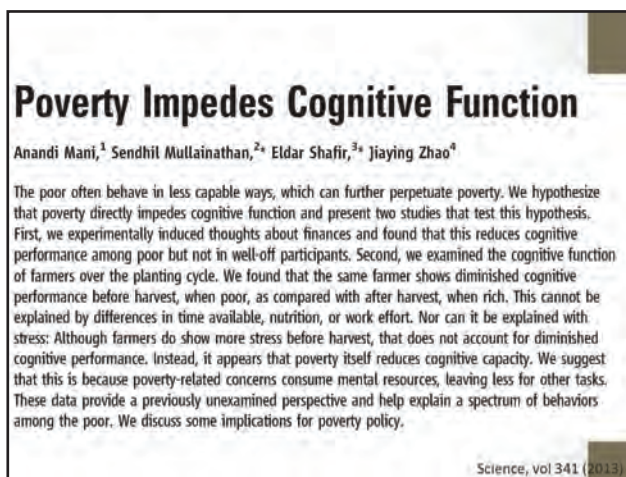 Poverty Impedes Cognitive Function
Anandi Mani,1 Sendhil Mullainathan,2* Eldar Shafir,3* Jiaying Zhao4
The poor often behave in less capable ways, which can further perpetuate poverty. We hypothesize
that poverty directly impedes cognitive function and present two studies that test this hypothesis.
First, we experimentally induced thoughts about finances and found that this reduces cognitive
performance among poor but not in well-off participants. Second, we examined the cognitive function
of farmers over the planting cycle. We found that the same farmer shows diminished cognitive
performance before harvest, when poor, as compared with after harvest, when rich. This cannot be
explained by differences in time available, nutrition, or work effort. Nor can it be explained with
stress: Although farmers do show more stress before harvest, that does not account for diminished
cognitive performance. Instead, it appears that poverty itself reduces cognitive capacity. We suggest
that this is because poverty-related concerns consume mental resources, leaving less for other tasks.
These data provide a previously unexamined perspective and help explain a spectrum of behaviors
among the poor. We discuss some implications for poverty policy.
Science, vol 341 (2013)